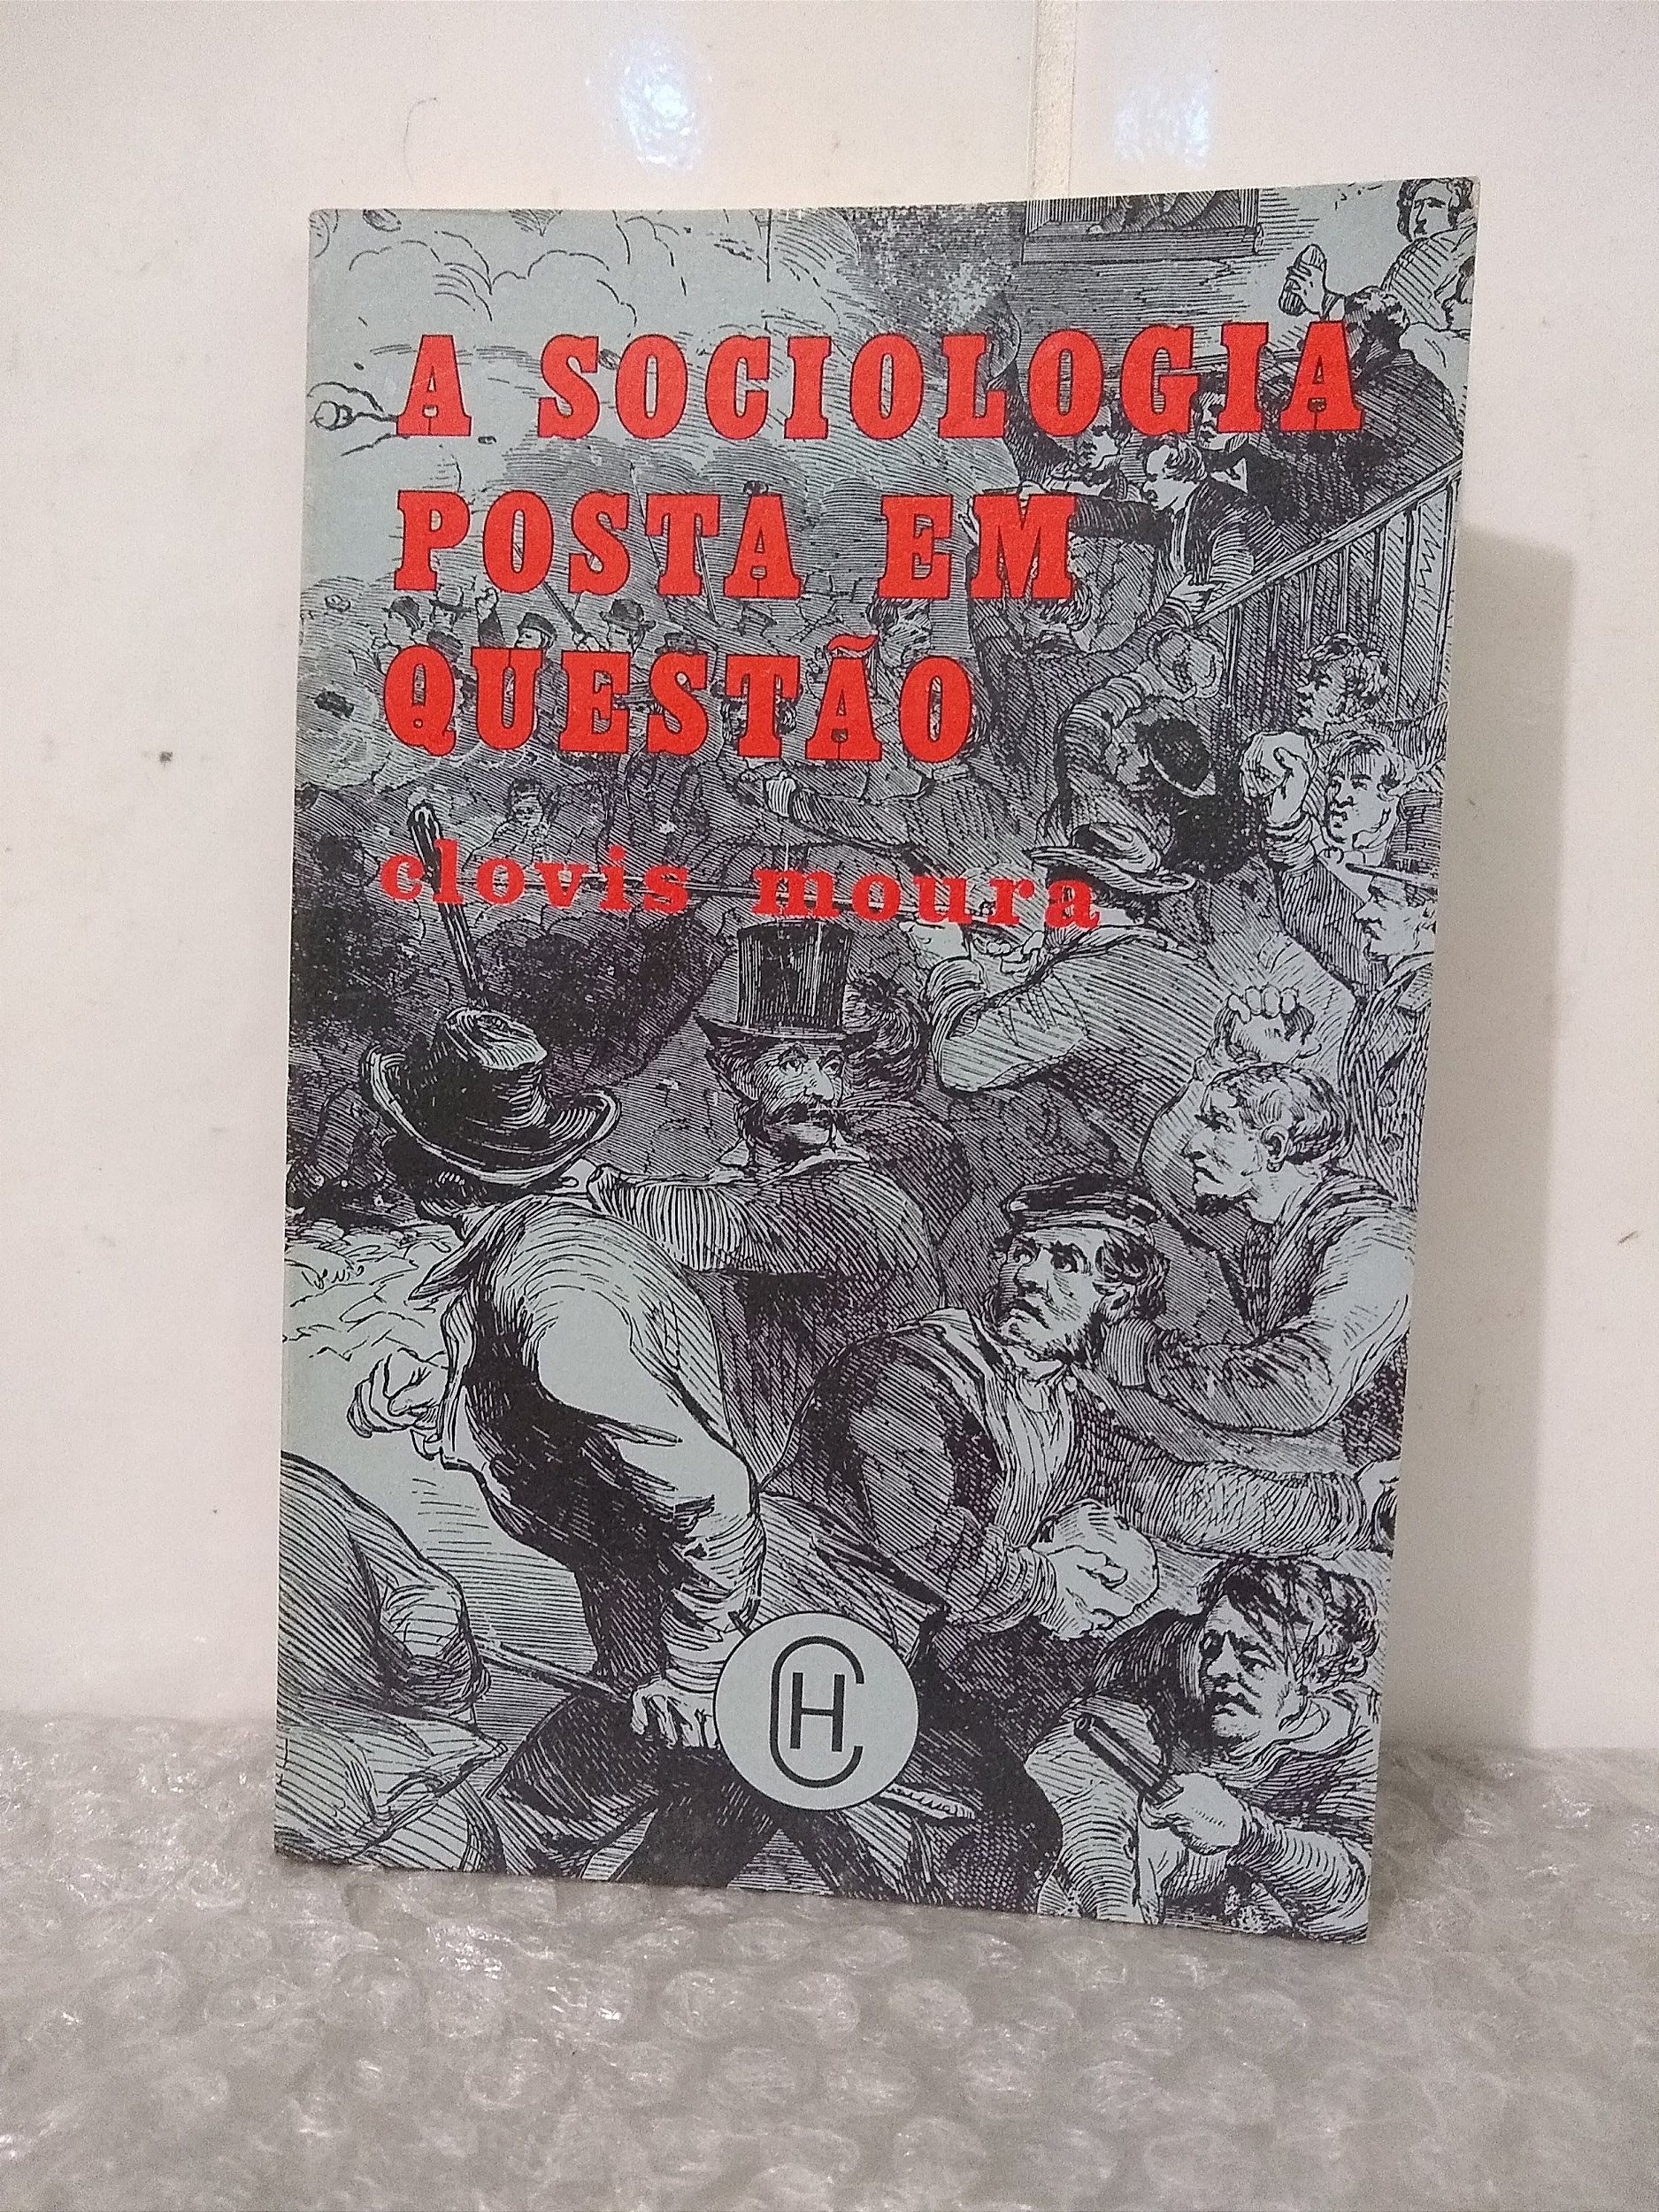 A SOCIOLOGIA
POSTA EM
QUESTÃO
clovis moura
CH